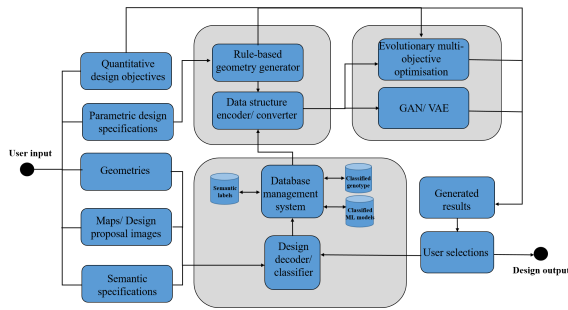 User input
Quantitative
design objectives
Parametric design
specifications
Geometries
Maps/ Design
proposal images
Semantic
specifications
Rule-based
geometry generator
Data structure
encoder/ converter
Evolutionary multi-
objective
optimisation
GAN/ VAE
Semantic
labels
Database
management
system
Classified
genotype
Classified
ML models
Design
decoder/
classifier
Generated
results
User selections
Design output